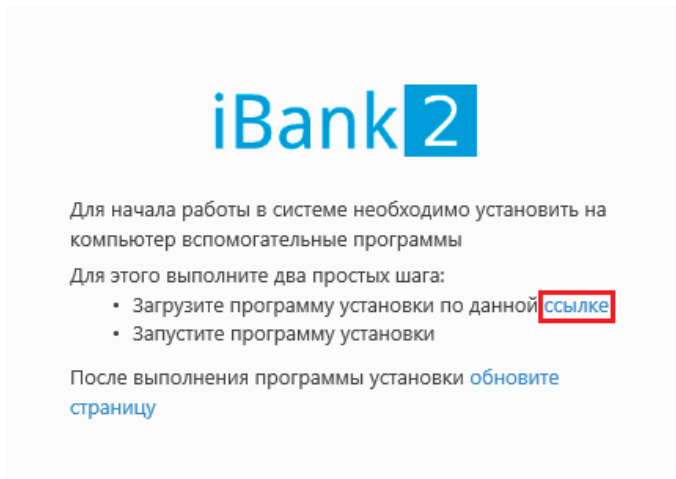 iBank 2
Для начала работы в системе необходимо установить на
компьютер вспомогательные программы
Для этого выполните два простых шага:
• Загрузите программу установки по данной ссылке
• Запустите программу установки
После выполнения программы установки обновите
страницу